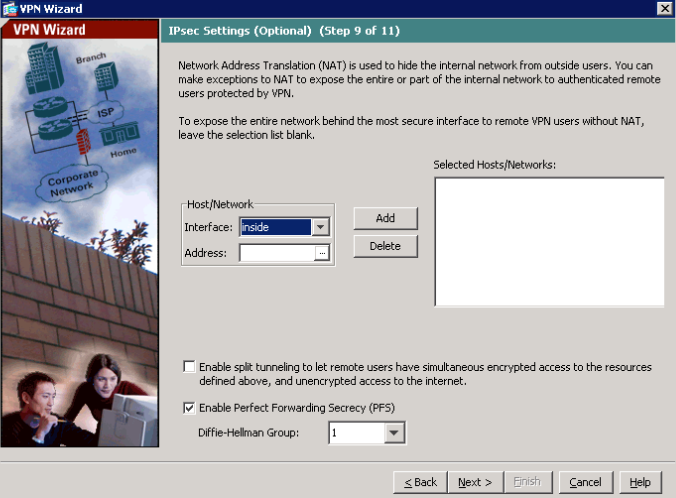 VPN Wizard
VPN Wizard
IPsec Settings (Optional) (Step 9 of 11)
Branch
ISP
Home
Corporate
Network
Network Address Translation (NAT) is used to hide the internal network from outside users. You can
make exceptions to NAT to expose the entire or part of the internal network to authenticated remote
users protected by VPN.
To expose the entire network behind the most secure interface to remote VPN users without NAT,
leave the selection list blank.
Selected Hosts/Networks:
Host/Network
Interface: inside
Address: ...
Add
Delete
Enable split tunneling to let remote users have simultaneous encrypted access to the resources
defined above, and unencrypted access to the internet.
Enable Perfect Forwarding Secrecy (PFS)
Diffie-Hellman Group: 1
< Back Next > Finish Cancel Help